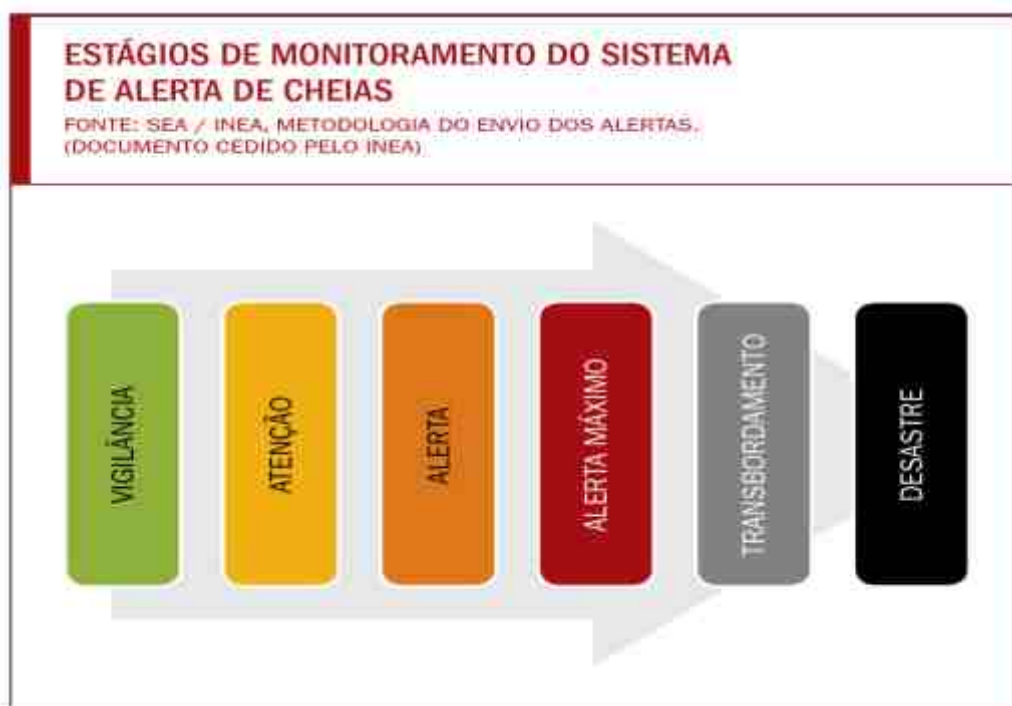 ESTÁGIOS DE MONITORAMENTO DO SISTEMA
DE ALERTA DE CHEIAS
FONTE: SEA / INEA, METODOLOGIA DO ENVIO DOS ALERTAS.
(DOCUMENTO CEDIDO PELO INEA)
VIGILÂNCIA
ATENÇÃO
ALERTA
ALERTA MÁXIMO
TRANSBORDAMENTO
DESASTRE